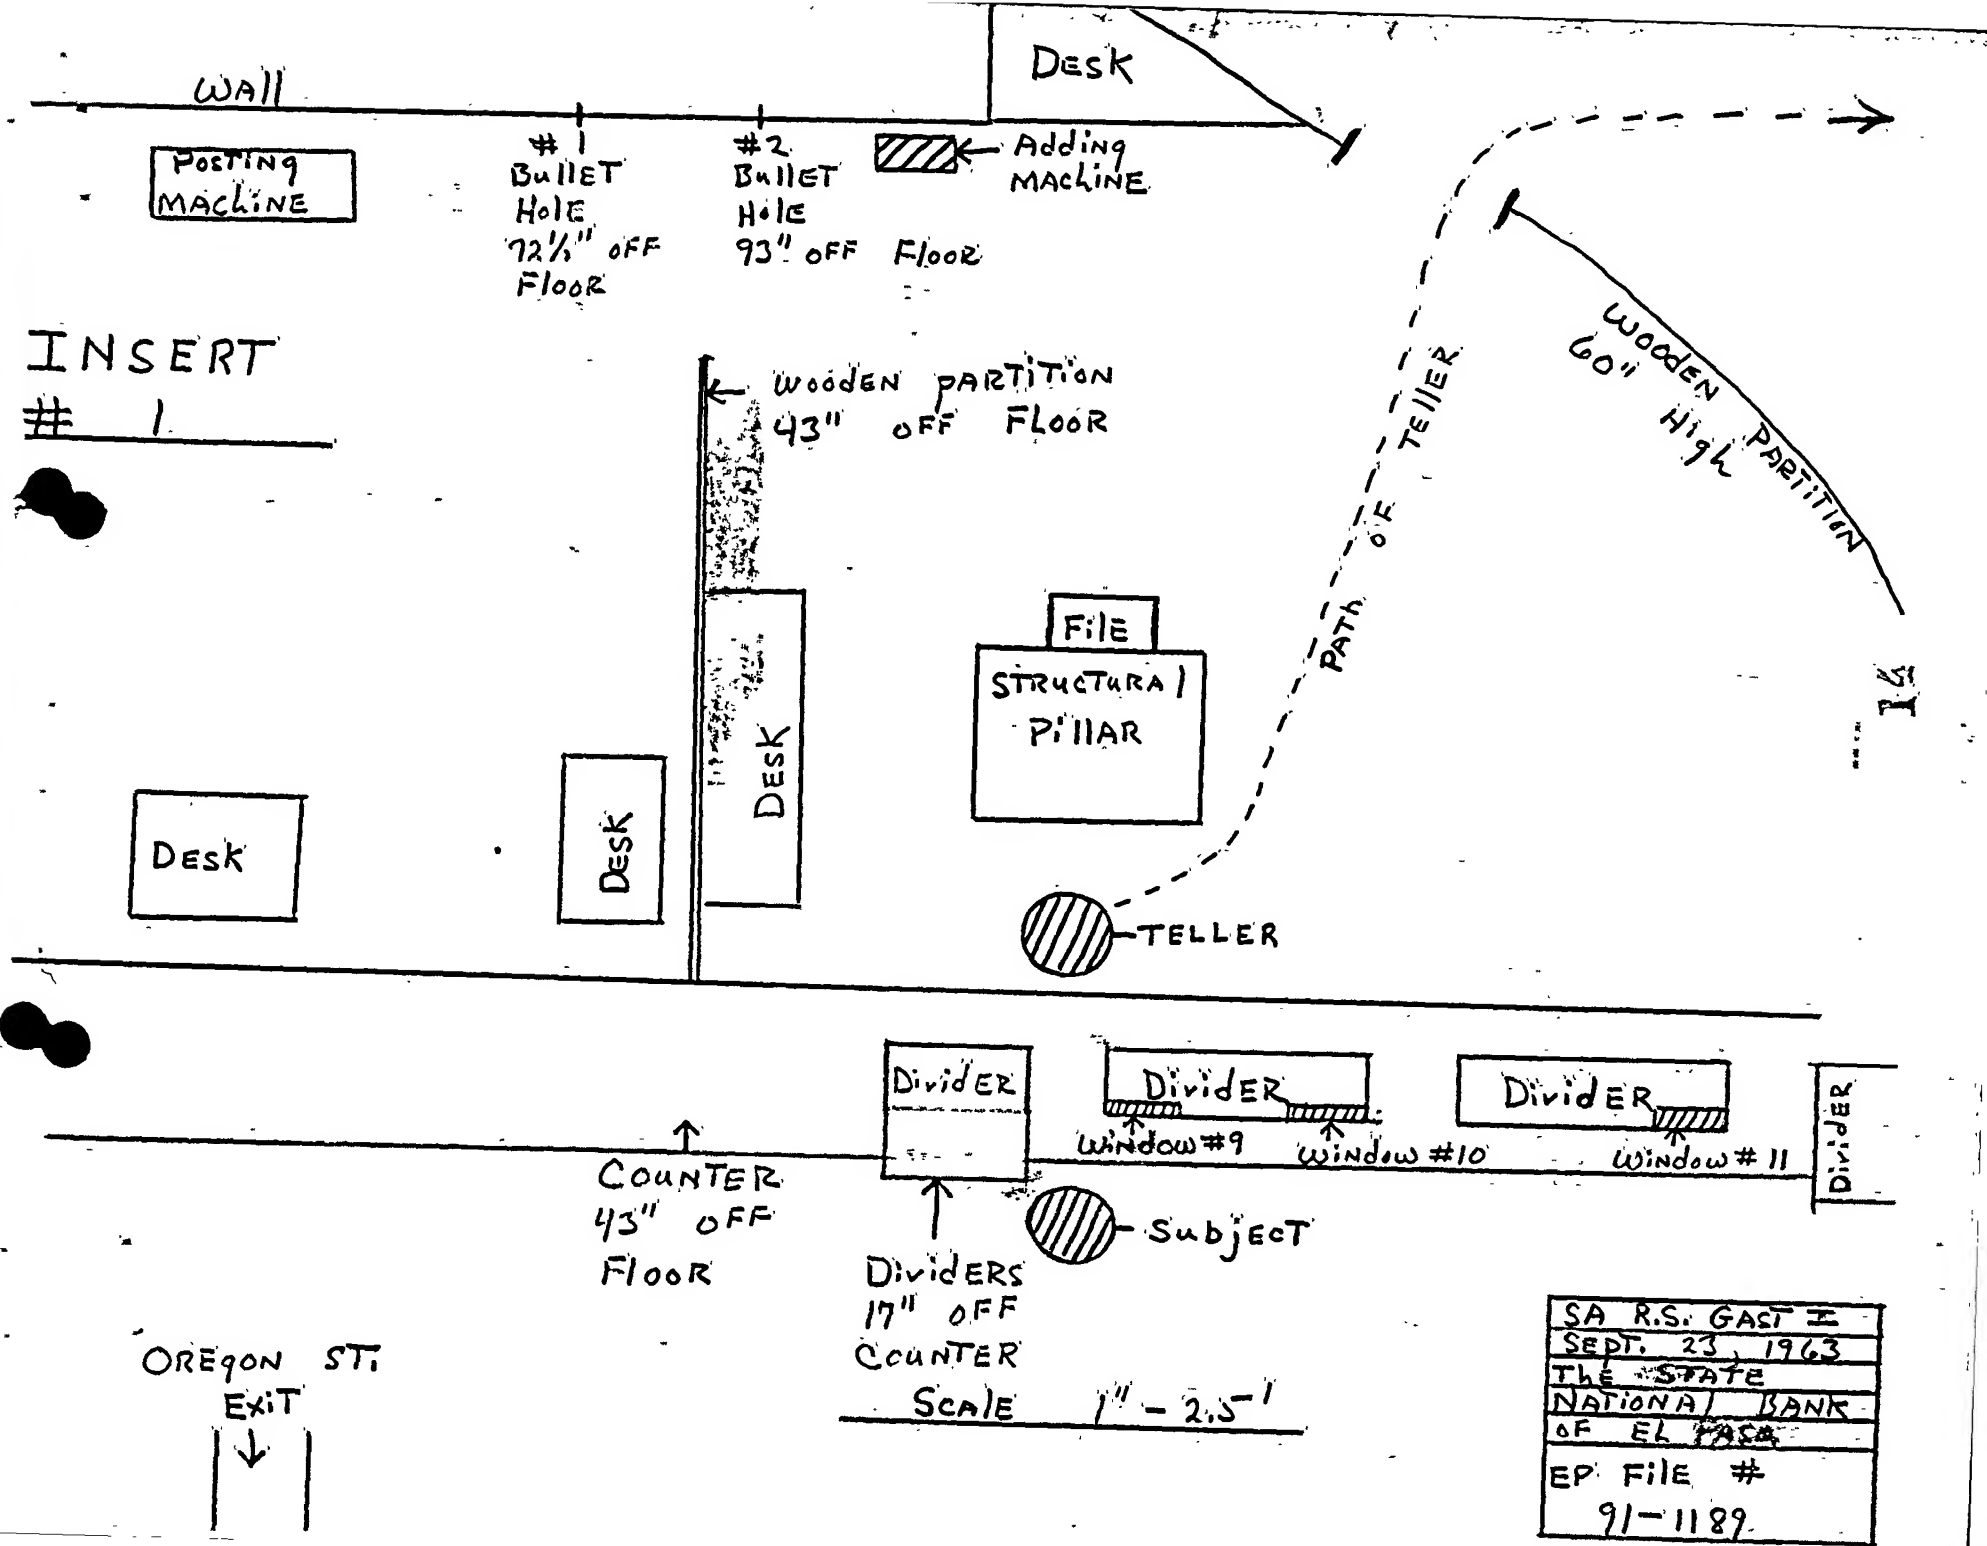 WALL
DESK
POSTING
MACHINE
# 1
BULLET
HOLE
72½" OFF
FLOOR
#2
BULLET
HOLE
93" OFF FLOOR
Adding
MACHINE
INSERT
# 1
WOODEN PARTITION
43" OFF FLOOR
PATH OF TELLER
WOODEN PARTITION
60" High
FILE
STRUCTURAL
PILLAR
DESK
DESK
DESK
TELLER
15
DIVIDER
DIVIDER
DIVIDER
DIVIDER
WINDOW #9
WINDOW #10
WINDOW # 11
COUNTER
43" OFF
FLOOR
SUBJECT
DIVIDERS
17" OFF
COUNTER
SCALE 1" - 2.5'
OREGON ST.
EXIT
SA R.S. GAST II
SEPT. 23, 1963
THE STATE
NATIONAL BANK
OF EL PASO
EP FILE #
91-1189